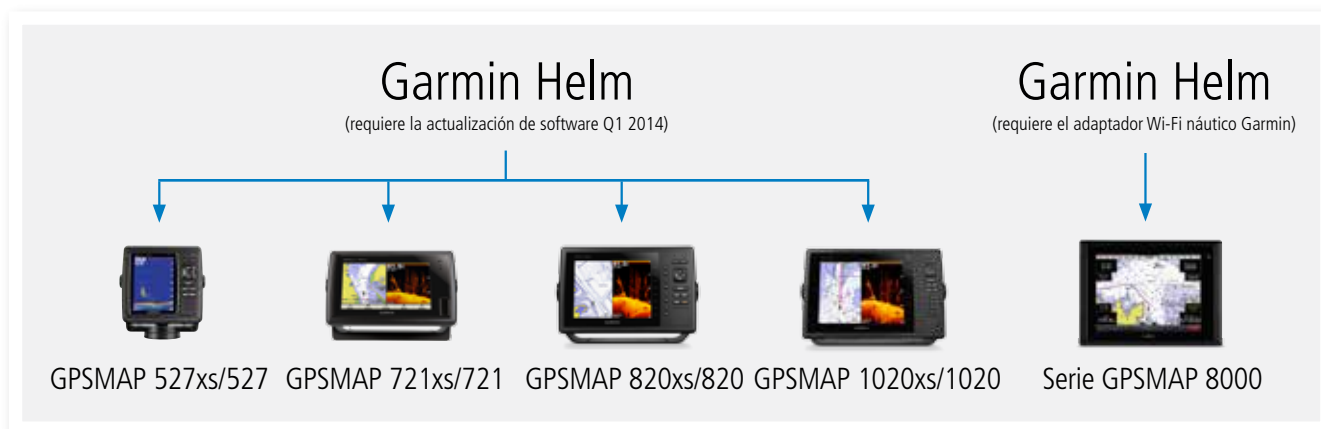 Garmin Helm
(requiere la actualización de software Q1 2014)
Garmin Helm
(requiere el adaptador Wi-Fi náutico Garmin)
GPSMAP 527xs/527
GPSMAP 721xs/721
GPSMAP 820xs/820
GPSMAP 1020xs/1020
Serie GPSMAP 8000